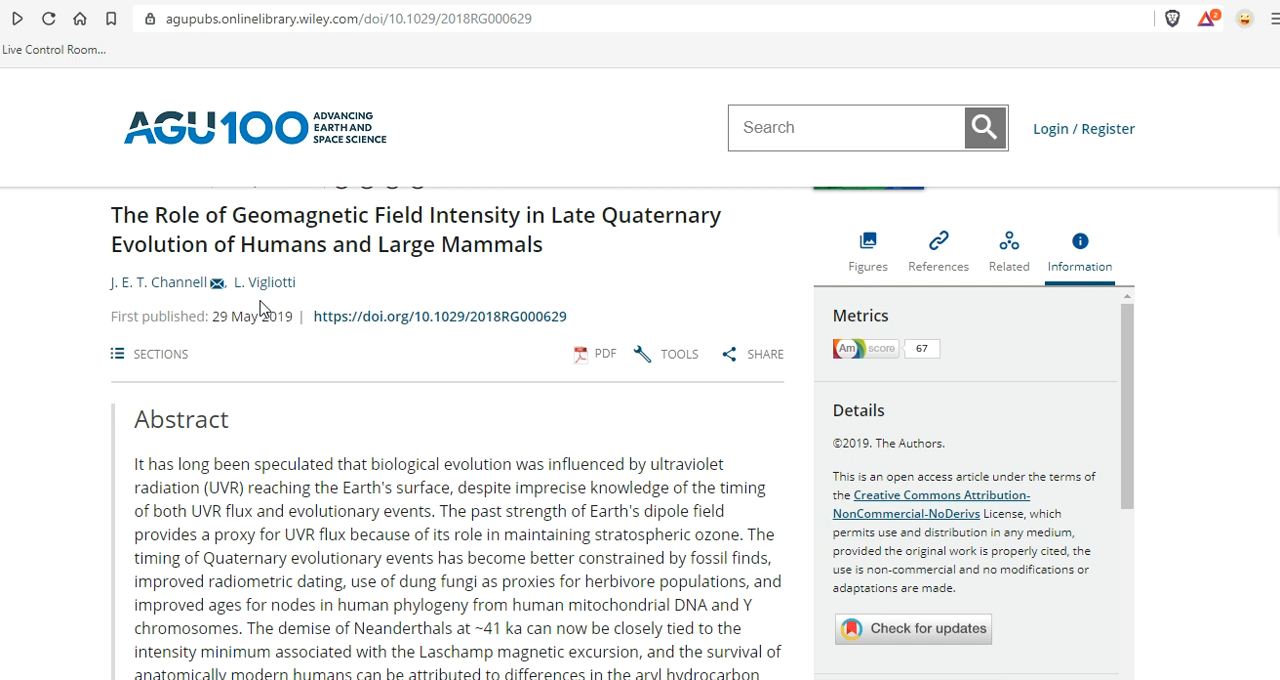 agupubs.onlinelibrary.wiley.com/doi/10.1029/2018RG000629
2
Live Control Room...
AGU100 ADVANCING
EARTH AND
SPACE SCIENCE
Search
Login / Register
The Role of Geomagnetic Field Intensity in Late Quaternary
Evolution of Humans and Large Mammals
J. E. T. Channell, L. Vigliotti
First published: 29 May 2019 | https://doi.org/10.1029/2018RG000629
SECTIONS
PDF
TOOLS
SHARE
Abstract
It has long been speculated that biological evolution was influenced by ultraviolet
radiation (UVR) reaching the Earth's surface, despite imprecise knowledge of the timing
of both UVR flux and evolutionary events. The past strength of Earth's dipole field
provides a proxy for UVR flux because of its role in maintaining stratospheric ozone. The
timing of Quaternary evolutionary events has become better constrained by fossil finds,
improved radiometric dating, use of dung fungi as proxies for herbivore populations, and
improved ages for nodes in human phylogeny from human mitochondrial DNA and Y
chromosomes. The demise of Neanderthals at ~41 ka can now be closely tied to the
intensity minimum associated with the Laschamp magnetic excursion, and the survival of
anatomically modern humans can be attributed to differences in the aryl hydrocarbon
Figures
References
Related
Information
Metrics
Am score 67
Details
©2019. The Authors.
This is an open access article under the terms of
the Creative Commons Attribution-
NonCommercial-NoDerivs License, which
permits use and distribution in any medium,
provided the original work is properly cited, the
use is non-commercial and no modifications or
adaptations are made.
Check for updates